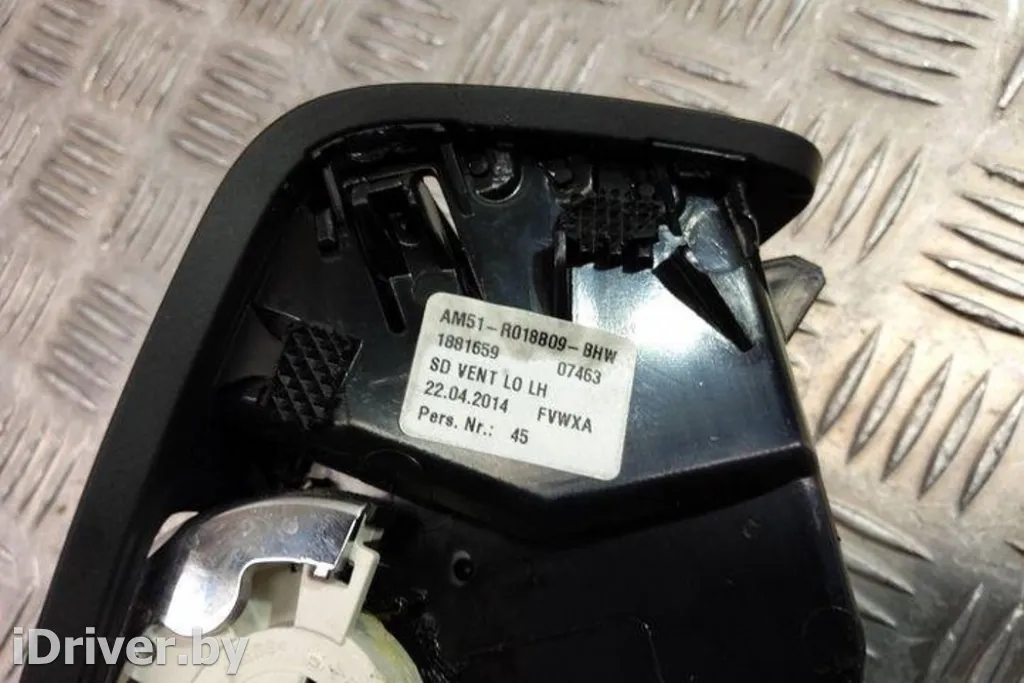 AM51-R018B09-BHW
1881659 07463
SD VENT LO LH
22.04.2014 FVWXA
Pers. Nr.: 45
iDriver.by